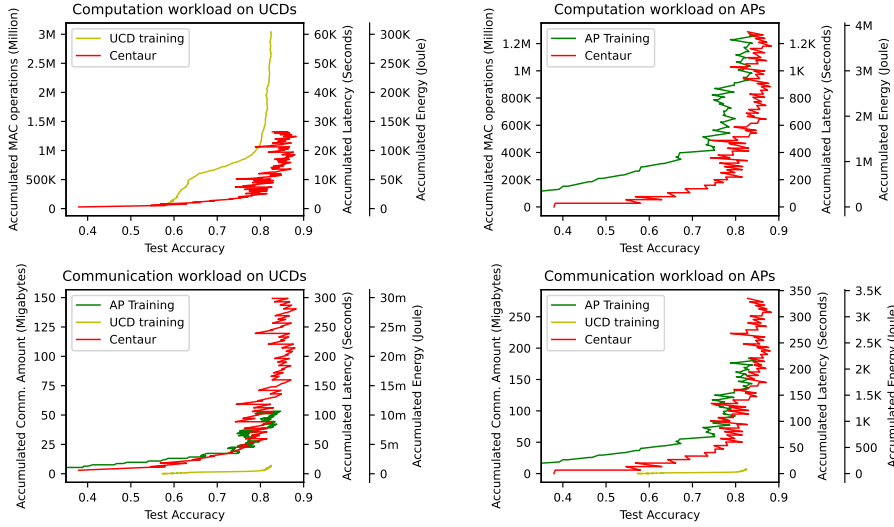 Computation workload on UCDs
Accumulated MAC operations (Million)
3M
2.5M
2M
1.5M
1M
500K
0
UCD training
Centaur
60K
50K
40K
30K
20K
10K
0
Accumulated Latency (Seconds)
300K
250K
200K
150K
100K
50K
0
Accumulated Energy (Joule)
0.4 0.5 0.6 0.7 0.8 0.9
Test Accuracy
Computation workload on APs
Accumulated MAC operations (Million)
1.2M
1M
800K
600K
400K
200K
0
AP Training
Centaur
1.2K
1K
800
600
400
200
0
Accumulated Latency (Seconds)
4M
3M
2M
1M
0
Accumulated Energy (Joule)
0.4 0.5 0.6 0.7 0.8 0.9
Test Accuracy
Communication workload on UCDs
Accumulated Comm. Amount (Migabytes)
150
125
100
75
50
25
0
AP Training
UCD training
Centaur
300
250
200
150
100
50
0
Accumulated Latency (Seconds)
30m
25m
20m
15m
10m
5m
0
Accumulated Energy (Joule)
0.4 0.5 0.6 0.7 0.8 0.9
Test Accuracy
Communication workload on APs
Accumulated Comm. Amount (Migabytes)
250
200
150
100
50
0
AP Training
UCD training
Centaur
350
300
250
200
150
100
50
0
Accumulated Latency (Seconds)
3.5K
3K
2.5K
2K
1.5K
1K
500
0
Accumulated Energy (Joule)
0.4 0.5 0.6 0.7 0.8 0.9
Test Accuracy